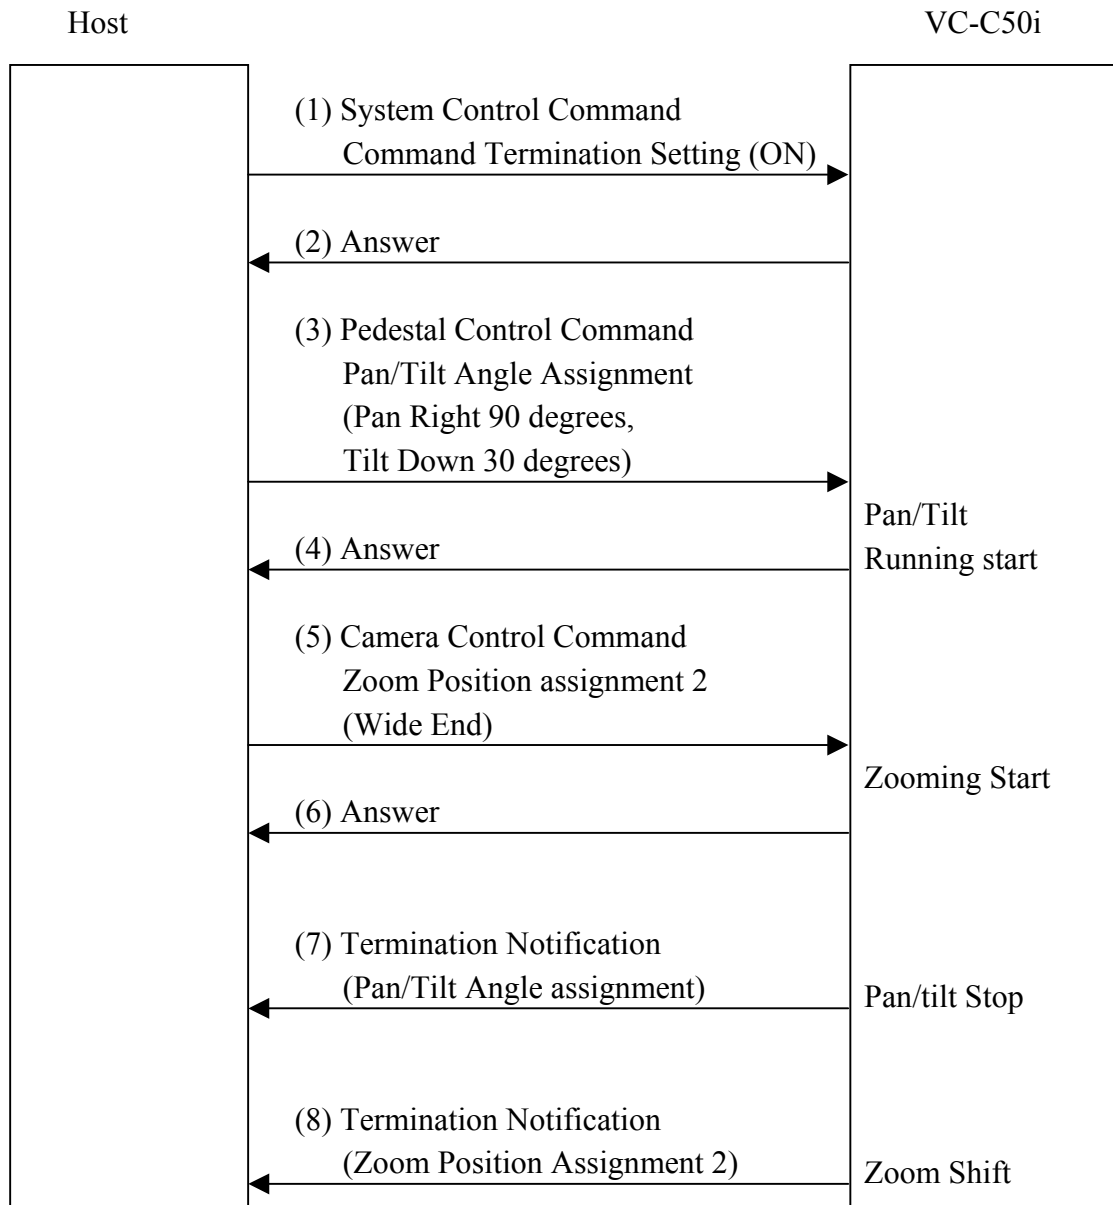 Host
VC-C50i
(1) System Control Command
Command Termination Setting (ON)
(2) Answer
(3) Pedestal Control Command
Pan/Tilt Angle Assignment
(Pan Right 90 degrees,
Tilt Down 30 degrees)
Pan/Tilt
Running start
(4) Answer
(5) Camera Control Command
Zoom Position assignment 2
(Wide End)
Zooming Start
(6) Answer
(7) Termination Notification
(Pan/Tilt Angle assignment)
Pan/tilt Stop
(8) Termination Notification
(Zoom Position Assignment 2)
Zoom Shift